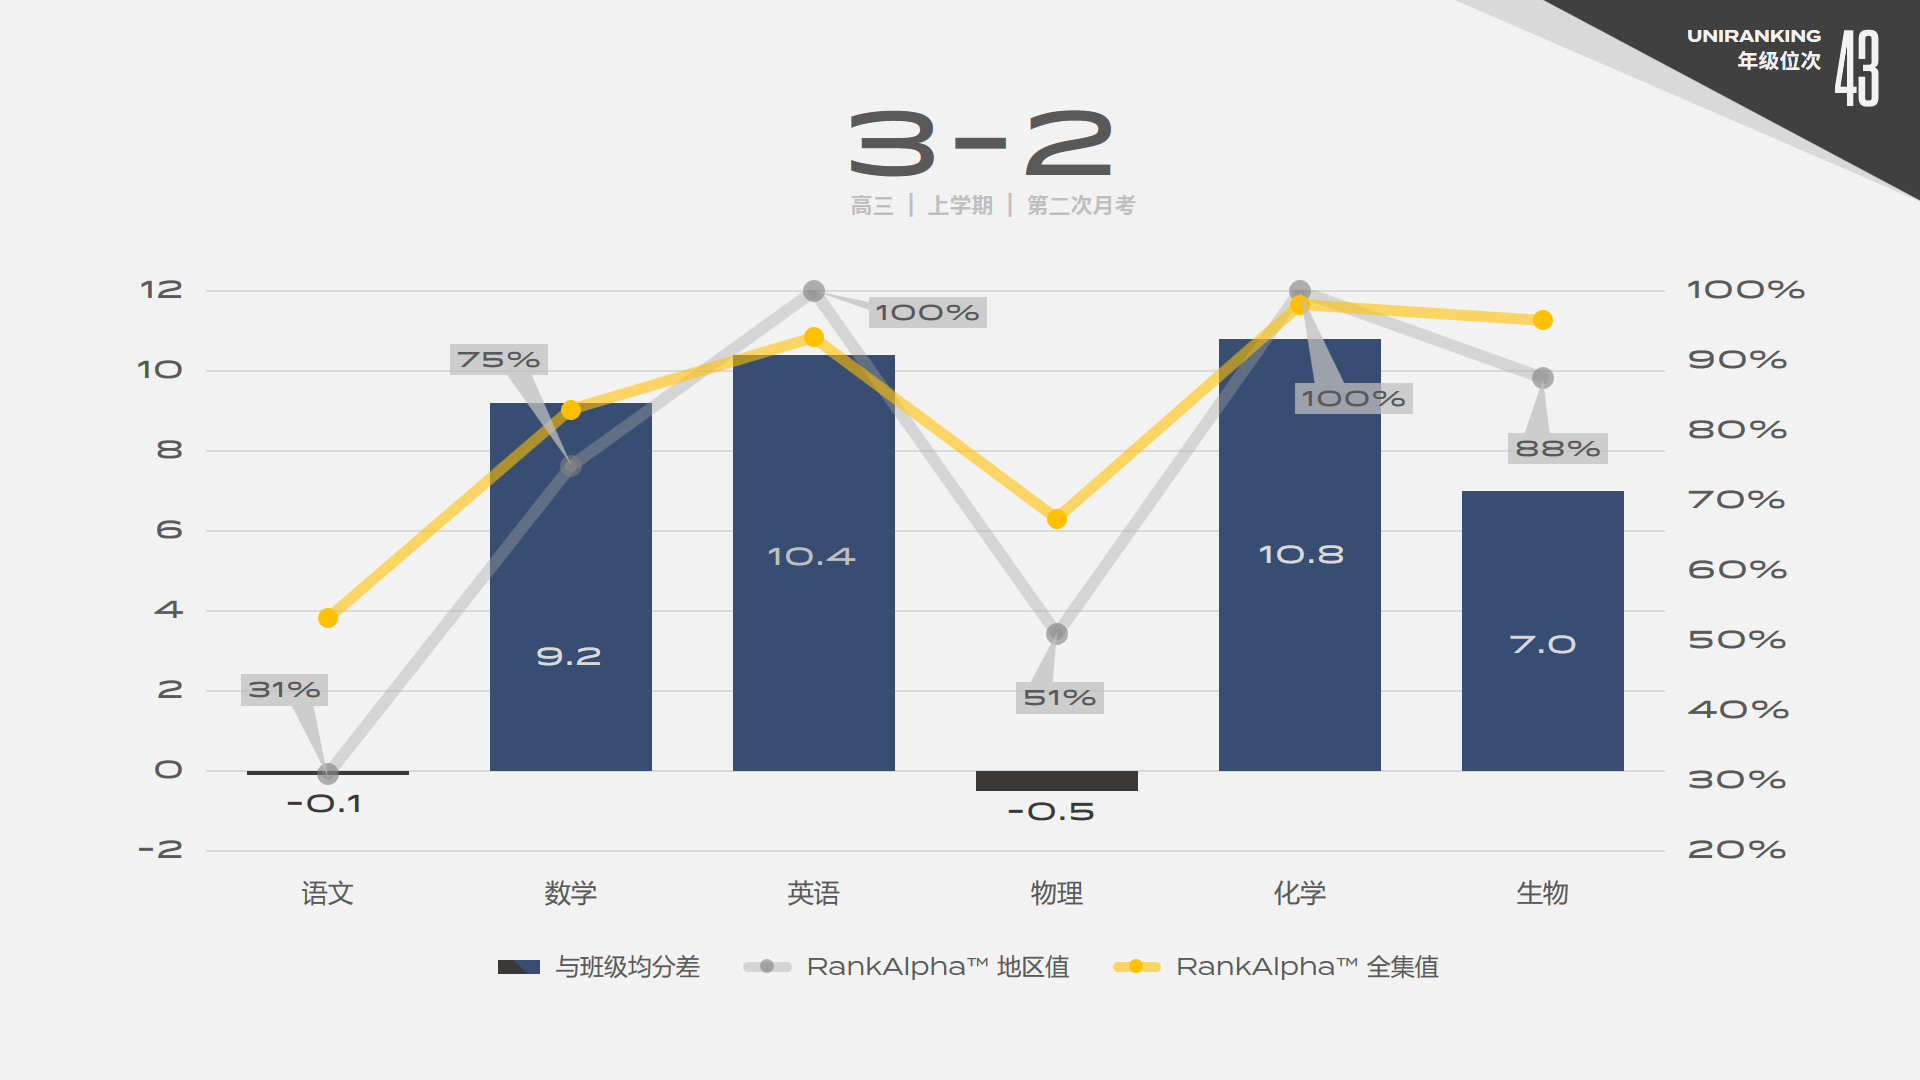 UNIRANKING
年级位次
43
3-2
高三 | 上学期 | 第二次月考
12
10
8
6
4
2
0
-2
100%
90%
80%
70%
60%
50%
40%
30%
20%
31%
75%
100%
51%
100%
88%
-0.1
9.2
10.4
-0.5
10.8
7.0
语文
数学
英语
物理
化学
生物
与班级均分差
RankAlpha™ 地区值
RankAlpha™ 全集值